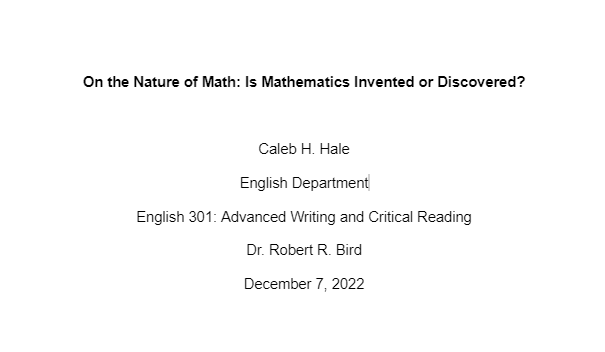 On the Nature of Math: Is Mathematics Invented or Discovered?
Caleb H. Hale
English Department
English 301: Advanced Writing and Critical Reading
Dr. Robert R. Bird
December 7, 2022